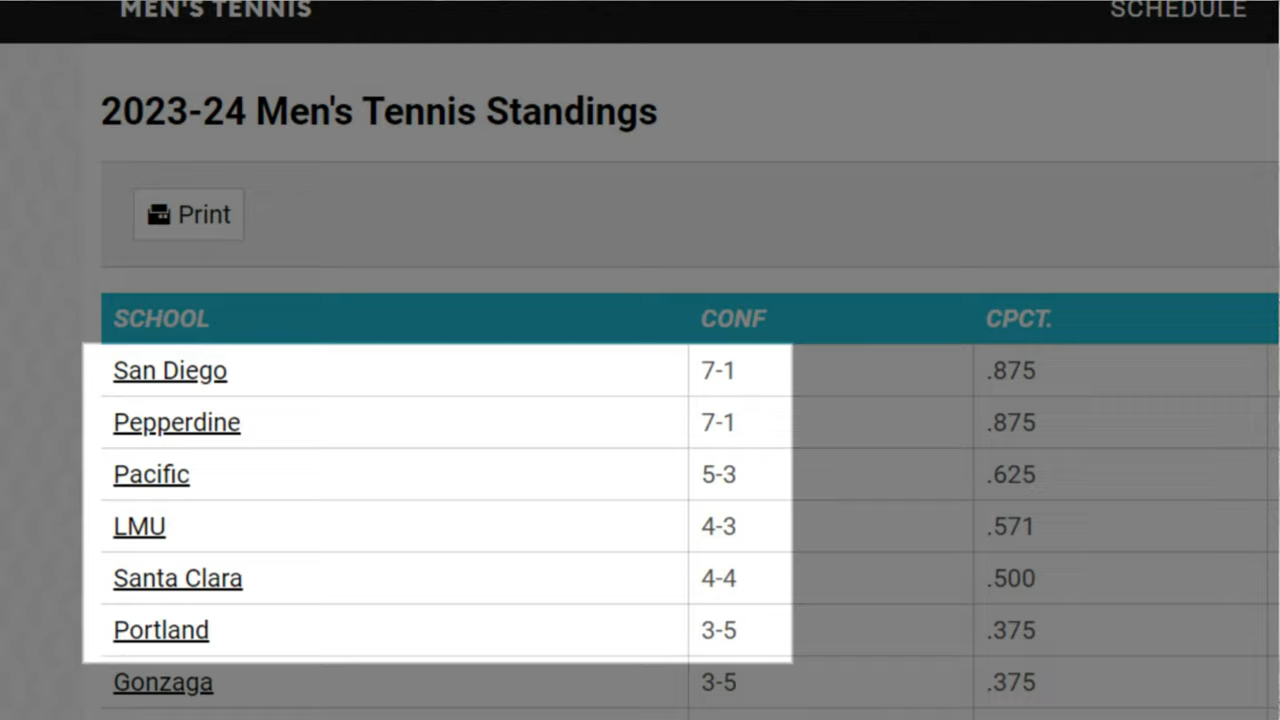 MEN'S TENNIS SCHEDULE
2023-24 Men's Tennis Standings
Print
SCHOOL CONF CPCT.
San Diego 7-1 .875
Pepperdine 7-1 .875
Pacific 5-3 .625
LMU 4-3 .571
Santa Clara 4-4 .500
Portland 3-5 .375
Gonzaga 3-5 .375